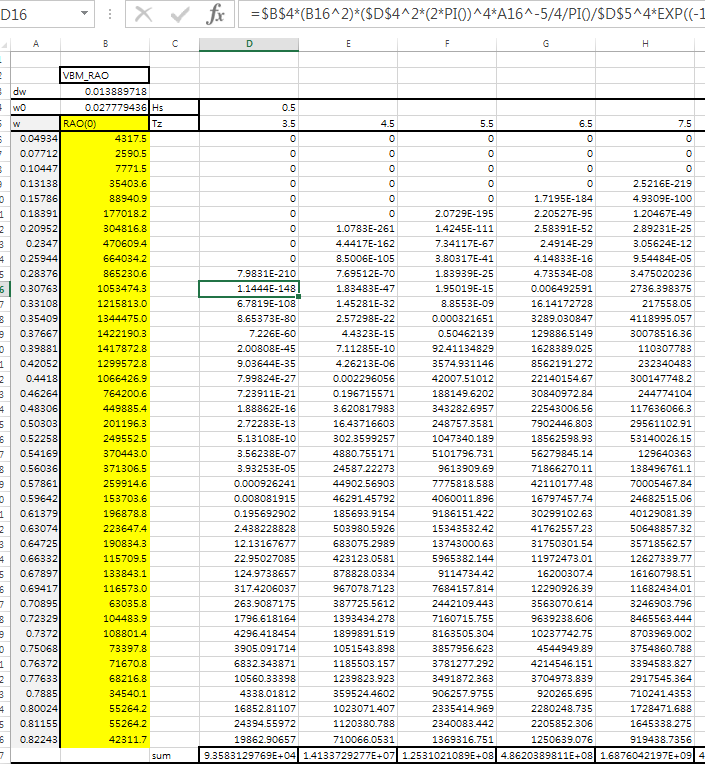 D16 fx =$B$4*(B16^2)*($D$4^2*(2*PI())^4*A16^-5/4/PI()/$D$5^4*EXP((-1
A B C D E F G H
VBM_RAO
dw 0.013889718
w0 0.027779436 Hs 0.5
w RAO(0) Tz 3.5 4.5 5.5 6.5 7.5
0.04934 4317.5 0 0 0 0 0
0.07712 2590.5 0 0 0 0 0
0.10447 7771.5 0 0 0 0 0
0.13138 35403.6 0 0 0 0 2.5216E-219
0.15786 88940.9 0 0 0 1.7195E-184 4.9309E-100
0.18391 177018.2 0 0 2.0729E-195 2.20527E-95 1.20467E-49
0.20952 304816.8 0 1.0783E-261 1.4245E-111 2.58391E-52 2.89231E-25
0.2347 470609.4 0 4.4417E-162 7.34117E-67 2.4914E-29 3.05624E-12
0.25944 664034.2 0 8.5006E-105 3.80317E-41 4.14833E-16 9.54484E-05
0.28376 865230.6 7.9831E-210 7.69512E-70 1.83939E-25 4.73534E-08 3.475020236
0.30763 1053474.3 1.1444E-148 1.83483E-47 1.95019E-15 0.006492591 2736.398375
0.33108 1215813.0 6.7819E-108 1.45281E-32 8.8553E-09 16.14172728 217558.05
0.35409 1344475.0 8.65373E-80 2.57298E-22 0.000321651 3289.030847 4118995.057
0.37667 1422190.3 7.226E-60 4.4323E-15 0.50462139 129886.5149 30078516.36
0.39881 1417872.8 2.00808E-45 7.11285E-10 92.41134829 1628389.025 110307783
0.42052 1299572.8 9.03644E-35 4.26213E-06 3574.931146 8562191.272 232340483
0.4418 1066426.9 7.99824E-27 0.002296056 42007.51012 22140154.67 300147748.2
0.46264 764200.6 7.23911E-21 0.196715571 188149.6202 30840972.84 244774104
0.48306 449885.4 1.88862E-16 3.620817983 343282.6957 22543006.56 117636066.3
0.50303 201196.3 2.72283E-13 16.43716603 248757.3581 7902446.803 29561102.91
0.52258 249552.5 5.13108E-10 302.3599257 1047340.189 18562598.93 53140026.15
0.54169 370443.0 3.56238E-07 4880.755171 5101796.731 56279845.14 129640363
0.56036 371306.5 3.93253E-05 24587.22273 9613909.69 71866270.11 138496761.1
0.57861 259914.6 0.000926241 44902.56903 7775818.588 42110177.48 70005467.84
0.59642 153703.6 0.008081915 46291.45792 4060011.896 16797457.74 24682515.06
0.61379 196878.8 0.195692902 185693.9154 9186151.422 30299102.63 40129081.39
0.63074 223647.4 2.438228828 503980.5926 15343532.42 41762557.23 50648857.32
0.64725 190834.3 12.13167677 683075.2989 13743000.63 31750301.54 35718562.57
0.66332 115709.5 22.95027085 423123.0581 5965382.144 11972473.01 12627339.77
0.67897 133843.1 124.9738657 878828.0334 9114734.42 16200307.4 16160798.51
0.69417 116573.0 317.4206037 967078.7123 7684157.814 12290926.39 11682434.01
0.70895 63035.8 263.9087175 387725.5612 2442109.443 3563070.614 3246903.796
0.72329 104483.9 1796.618164 1393434.278 7160715.755 9639238.606 8465563.444
0.7372 108801.4 4296.418454 1899891.519 8163505.304 10237742.75 8703969.002
0.75068 73397.8 3905.091714 1051543.898 3857956.623 4544949.89 3754860.788
0.76372 71670.8 6832.343871 1185503.157 3781277.292 4214546.151 3394583.827
0.77633 68216.8 10560.33398 1239823.923 3491872.363 3704973.839 2917545.364
0.7885 34540.1 4338.01812 359524.4602 906257.9755 920265.695 710241.4353
0.80024 55264.2 16852.81107 1023071.407 2335414.969 2280248.735 1728471.688
0.81155 55264.2 24394.55972 1120380.788 2340083.442 2205852.306 1645338.275
0.82243 42311.7 19862.90657 710066.0531 1369316.751 1250639.076 919438.7356
sum 9.3583129769E+04 1.4133729277E+07 1.2531021089E+08 4.8620389811E+08 1.6876042197E+09 4